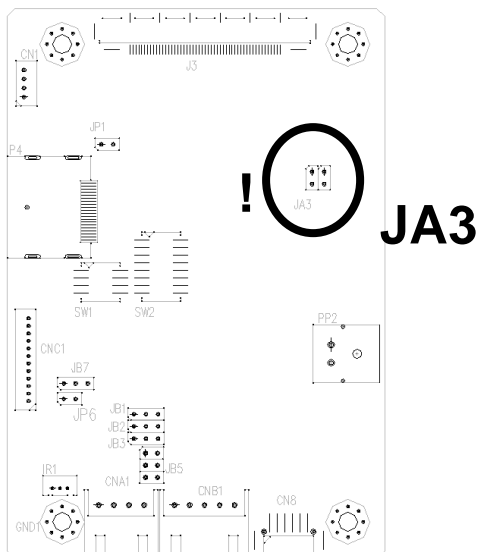 CN1
J3
JP1
P4
!
JA3
JA3
SW1
SW2
PP2
CNC1
JB7
JP6
JB1
JB2
JB3
JB5
IR1
CNA1
CNB1
CN8
GND1